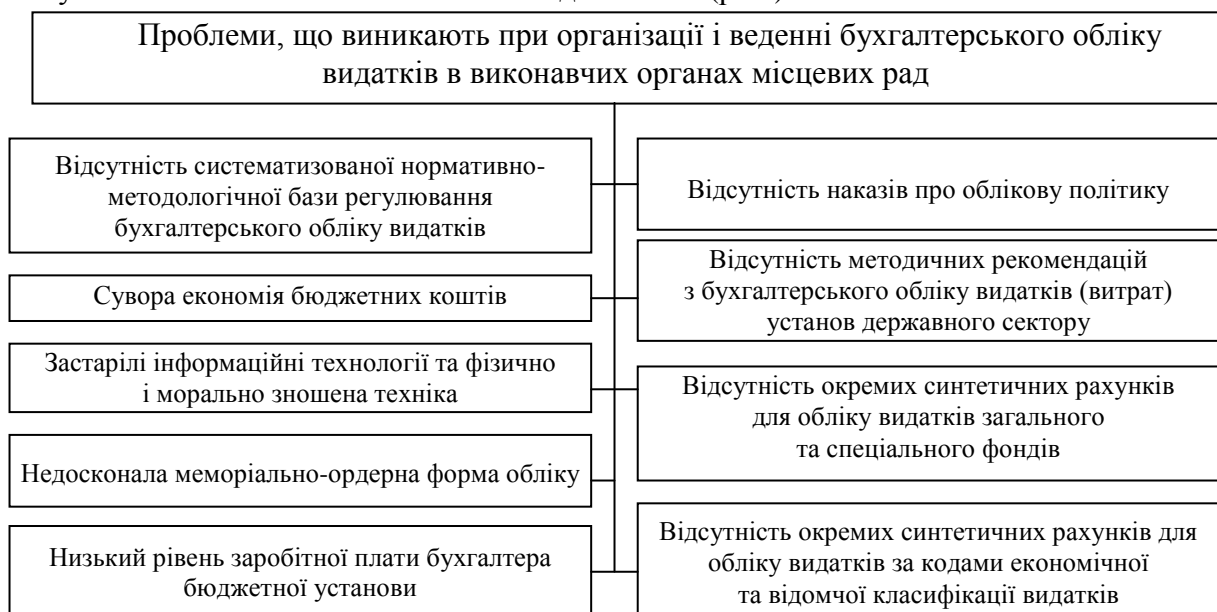 Проблеми, що виникають при організації і веденні бухгалтерського обліку
видатків в виконавчих органах місцевих рад
Відсутність систематизованої нормативно-
методологічної бази регулювання
бухгалтерського обліку видатків
Сувора економія бюджетних коштів
Застарілі інформаційні технології та фізично
і морально зношена техніка
Недосконала меморіально-ордерна форма обліку
Низький рівень заробітної плати бухгалтера
бюджетної установи
Відсутність наказів про облікову політику
Відсутність методичних рекомендацій
з бухгалтерського обліку видатків (витрат)
установ державного сектору
Відсутність окремих синтетичних рахунків
для обліку видатків загального
та спеціального фондів
Відсутність окремих синтетичних рахунків для
обліку видатків за кодами економічної
та відомчої класифікації видатків